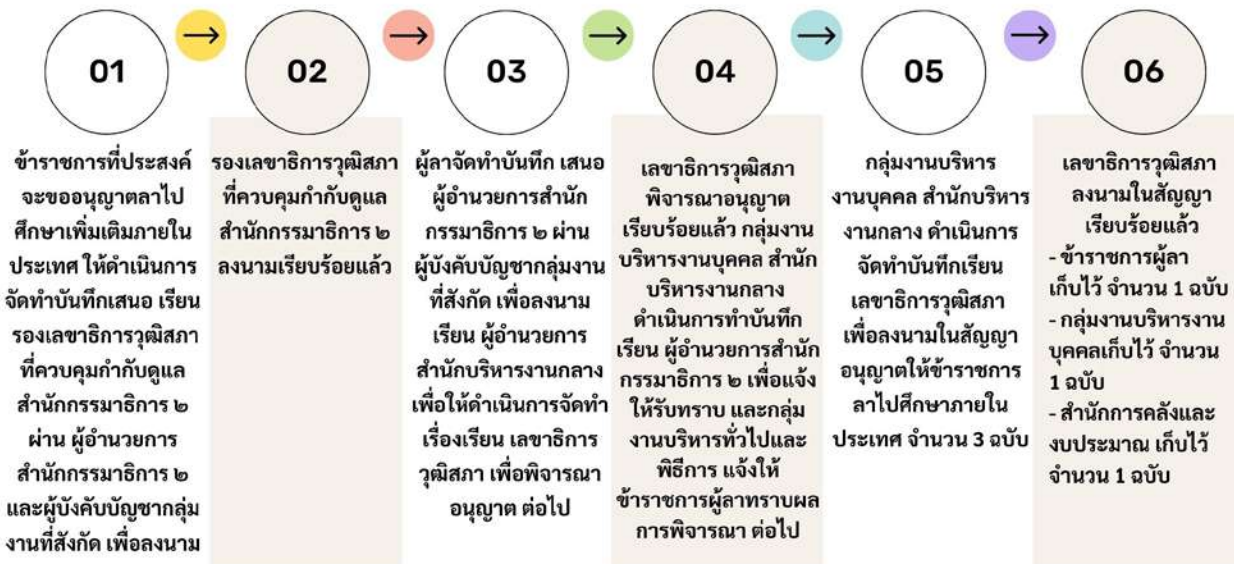 01
ข้าราชการที่ประสงค์
จะขออนุญาตลาไป
ศึกษาเพิ่มเติมภายใน
ประเทศ ให้ดำเนินการ
จัดทำบันทึกเสนอ เรียน
รองเลขาธิการวุฒิสภา
ที่ควบคุมกำกับดูแล
สำนักกรรมาธิการ ๒
ผ่าน ผู้อำนวยการ
สำนักกรรมาธิการ ๒
และผู้บังคับบัญชากลุ่ม
งานที่สังกัด เพื่อลงนาม
02
รองเลขาธิการวุฒิสภา
ที่ควบคุมกำกับดูแล
สำนักกรรมาธิการ ๒
ลงนามเรียบร้อยแล้ว
03
ผู้ลาจัดทำบันทึก เสนอ
ผู้อำนวยการสำนัก
กรรมาธิการ ๒ ผ่าน
ผู้บังคับบัญชากลุ่มงาน
ที่สังกัด เพื่อลงนาม
เรียน ผู้อำนวยการ
สำนักบริหารงานกลาง
เพื่อให้ดำเนินการจัดทำ
เรื่องเรียน เลขาธิการ
วุฒิสภา เพื่อพิจารณา
อนุญาต ต่อไป
04
เลขาธิการวุฒิสภา
พิจารณาอนุญาต
เรียบร้อยแล้ว กลุ่มงาน
บริหารงานบุคคล สำนัก
บริหารงานกลาง
ดำเนินการทำบันทึก
เรียน ผู้อำนวยการสำนัก
กรรมาธิการ ๒ เพื่อแจ้ง
ให้รับทราบ และกลุ่ม
งานบริหารทั่วไปและ
พิธีการ แจ้งให้
ข้าราชการผู้ลาทราบผล
การพิจารณา ต่อไป
05
กลุ่มงานบริหาร
งานบุคคล สำนักบริหาร
งานกลาง ดำเนินการ
จัดทำบันทึกเรียน
เลขาธิการวุฒิสภา
เพื่อลงนามในสัญญา
อนุญาตให้ข้าราชการ
ลาไปศึกษาภายใน
ประเทศ จำนวน 3 ฉบับ
06
เลขาธิการวุฒิสภา
ลงนามในสัญญา
เรียบร้อยแล้ว
- ข้าราชการผู้ลา
เก็บไว้ จำนวน 1 ฉบับ
- กลุ่มงานบริหารงาน
บุคคลเก็บไว้ จำนวน
1 ฉบับ
- สำนักการคลังและ
งบประมาณ เก็บไว้
จำนวน 1 ฉบับ